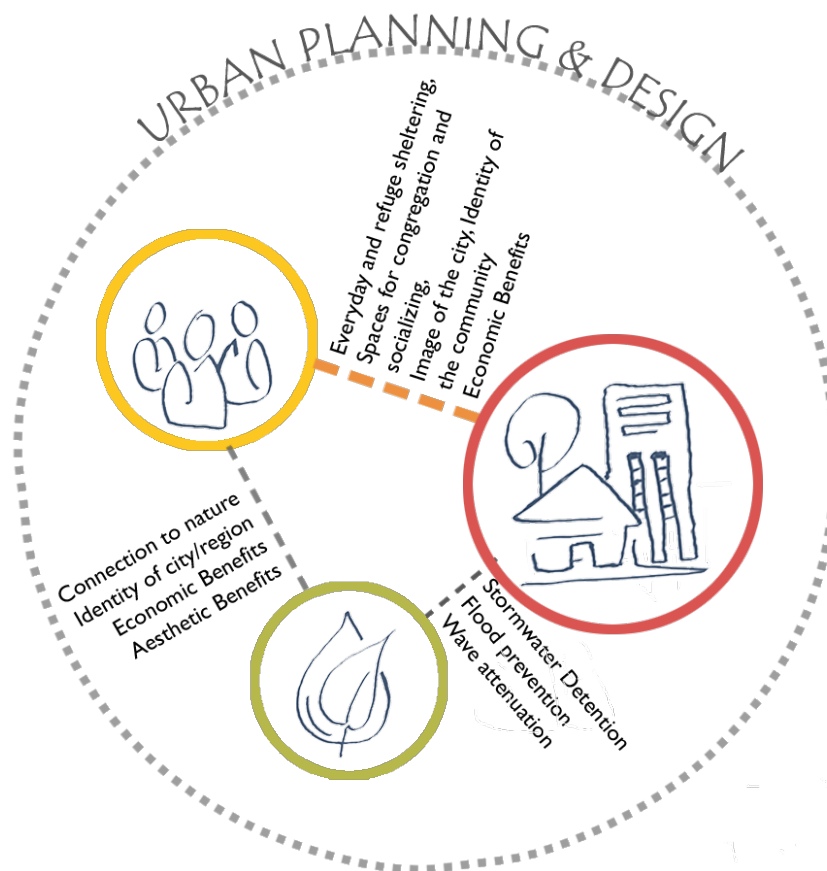 URBAN PLANNING & DESIGN
Everyday and refuge sheltering,
Spaces for congregation and
socializing,
Image of the city, Identity of
the community
Economic Benefits
Connection to nature
Identity of city/region
Economic Benefits
Aesthetic Benefits
Stormwater Detention
Flood prevention
Wave attenuation